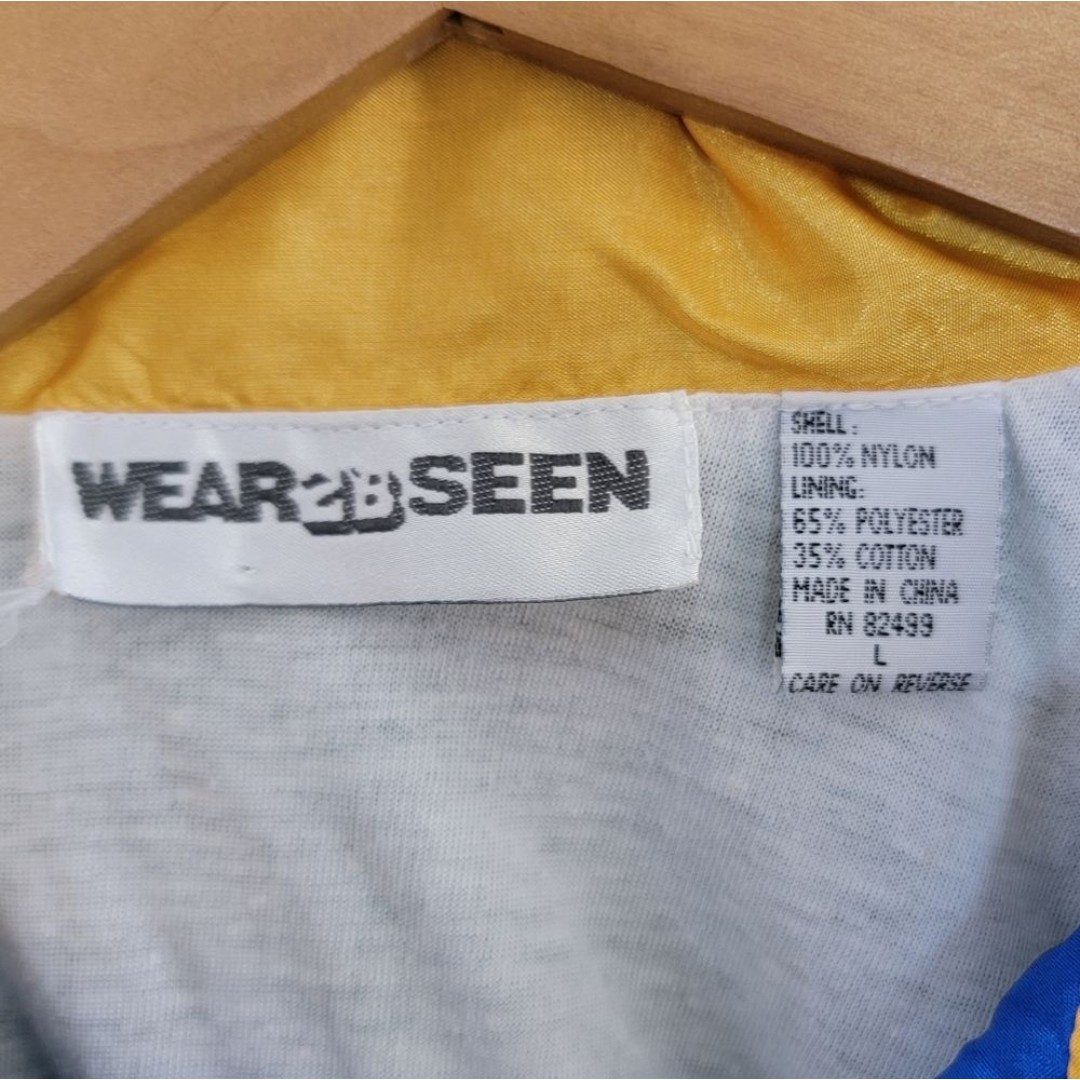 WEAR2BSEEN
SHELL:
100% NYLON
LINING:
65% POLYESTER
35% COTTON
MADE IN CHINA
RN 82499
L
CARE ON REVERSE